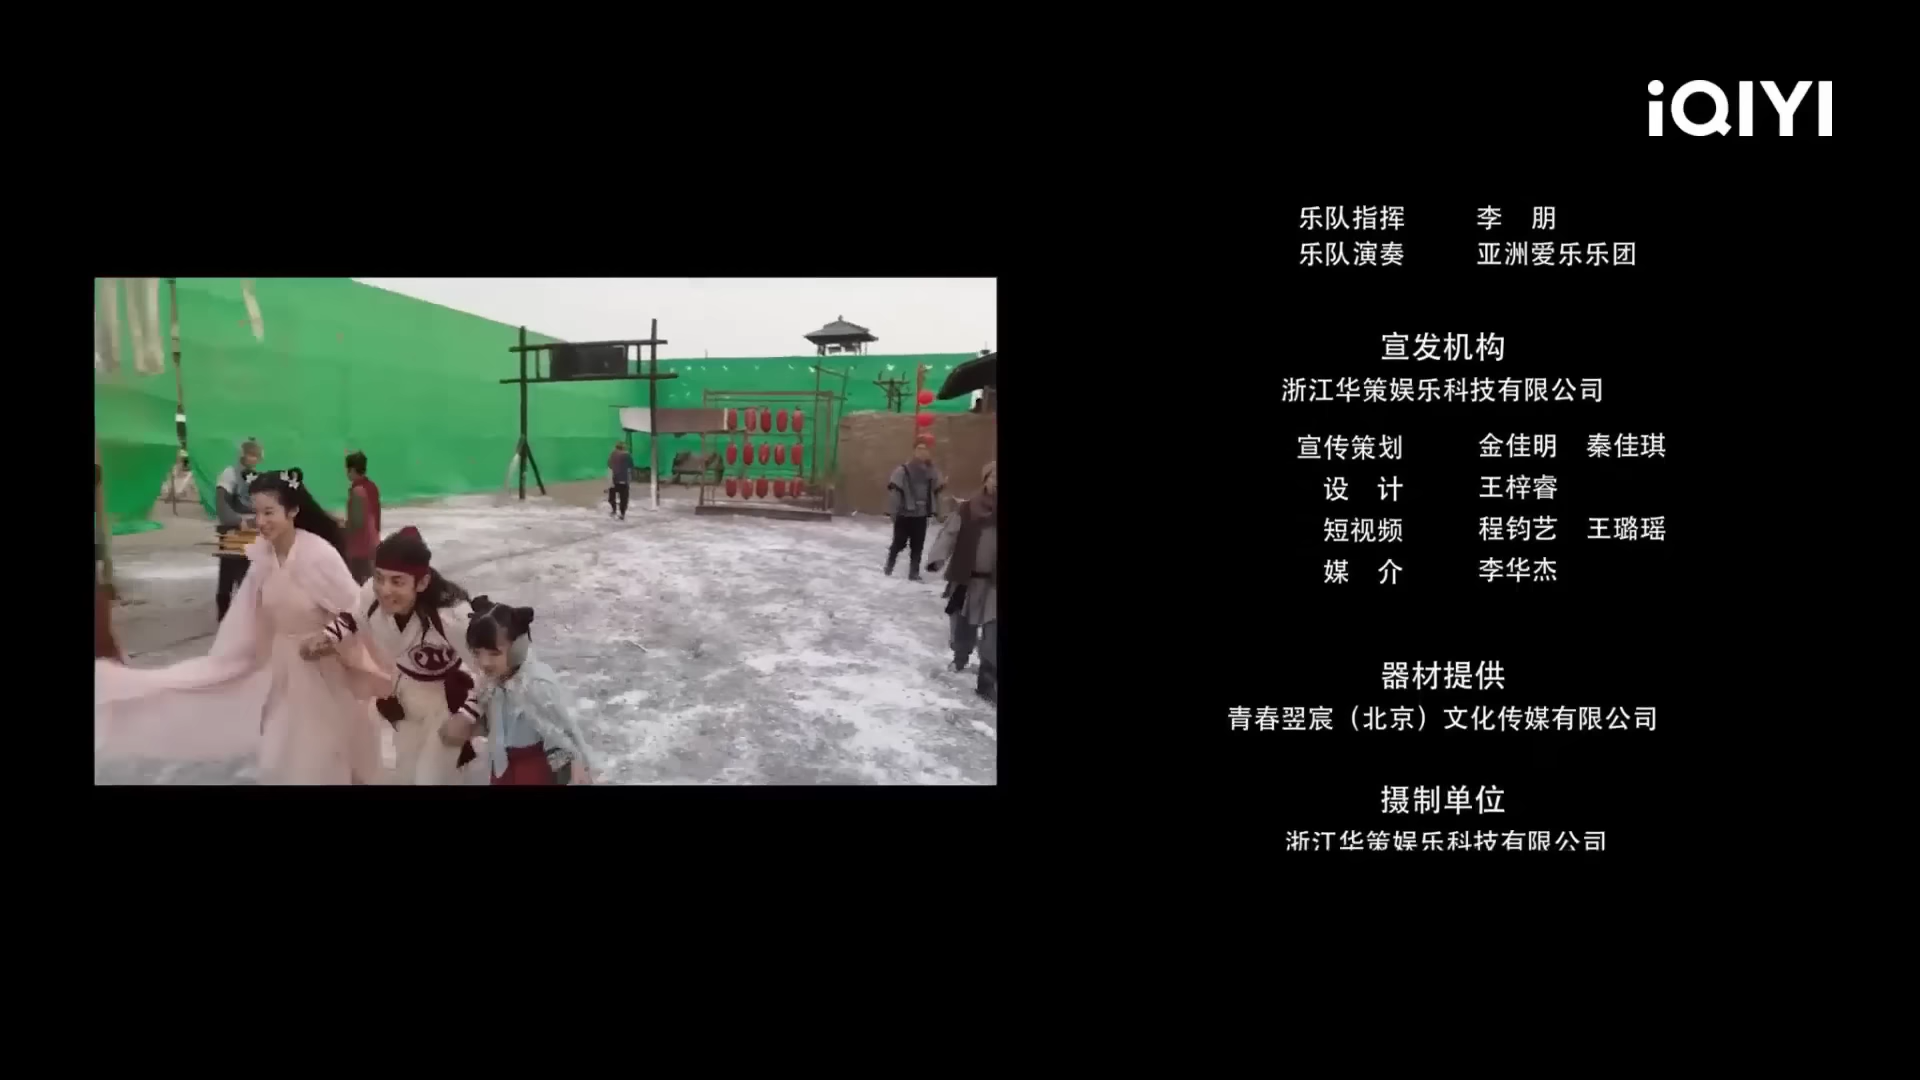 iQIYI
乐队指挥 李 朋
乐队演奏 亚洲爱乐乐团
宣发机构
浙江华策娱乐科技有限公司
宣传策划 金佳明 秦佳琪
设 计 王梓睿
短视频 程钧艺 王璐瑶
媒 介 李华杰
器材提供
青春翌宸（北京）文化传媒有限公司
摄制单位
浙江华策娱乐科技有限公司